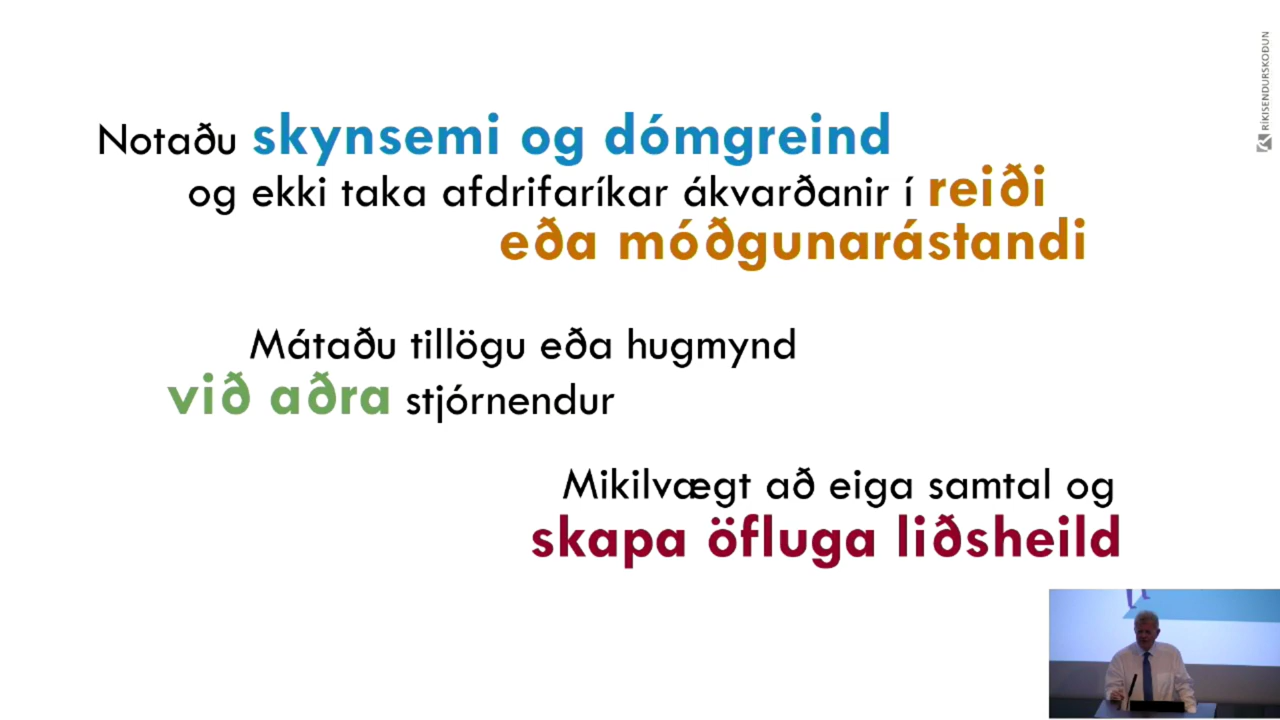 Notaðu skynsemi og dómgreind
og ekki taka afdrifaríkar ákvarðanir í reiði
eða móðgunarástandi
Mátaðu tillögu eða hugmynd
við aðra stjórnendur
Mikilvægt að eiga samtal og
skapa öfluga liðsheild
RÍKISENDURSKOÐUN